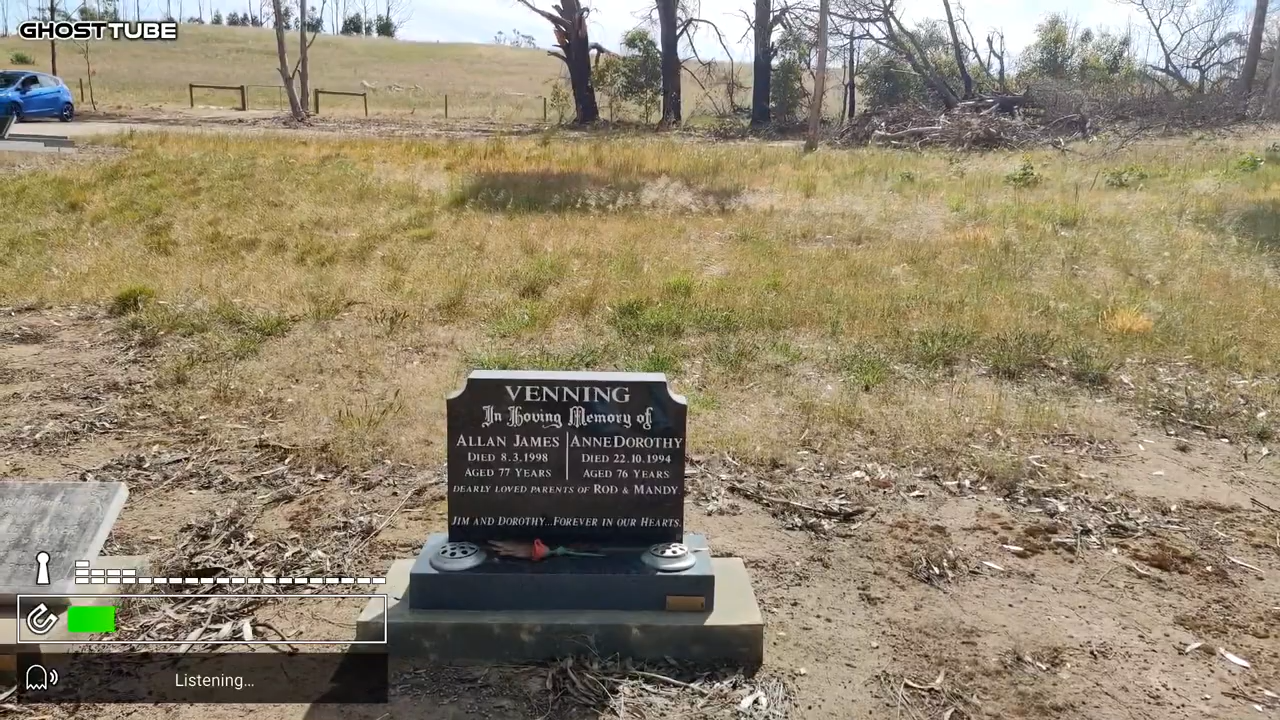 GHOSTTUBE
VENNING
In Loving Memory of
ALLAN JAMES
DIED 8.3.1998
AGED 77 YEARS
ANNE DOROTHY
DIED 22.10.1994
AGED 76 YEARS
DEARLY LOVED PARENTS OF ROD & MANDY
JIM AND DOROTHY...FOREVER IN OUR HEARTS.
Listening...